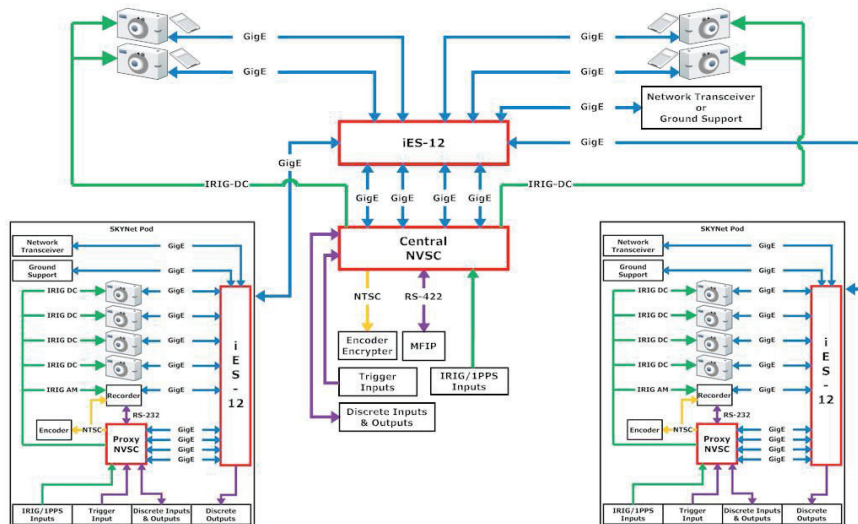 GigE
GigE
GigE
GigE
GigE
Network Transceiver
or
Ground Support
iES-12
GigE
GigE
IRIG-DC
GigE
GigE
GigE
GigE
IRIG-DC
Central
NVSC
NTSC
RS-422
Encoder
Encrypter
MFIP
Trigger
Inputs
IRIG/1PPS
Inputs
Discrete Inputs
& Outputs
SKYNet Pod
Network
Transceiver
GigE
Ground
Support
GigE
IRIG DC
GigE
IRIG DC
GigE
IRIG DC
GigE
IRIG DC
GigE
IRIG AM
Recorder
GigE
i
E
S
-
12
RS-232
Encoder
NTSC
Proxy
NVSC
GigE
GigE
GigE
GigE
IRIG/1PPS
Inputs
Trigger
Input
Discrete Inputs
& Outputs
Discrete
Outputs
SKYNet Pod
Network
Transceiver
GigE
Ground
Support
GigE
IRIG DC
GigE
IRIG DC
GigE
IRIG DC
GigE
IRIG DC
GigE
IRIG AM
Recorder
GigE
i
E
S
-
12
RS-232
Encoder
NTSC
Proxy
NVSC
GigE
GigE
GigE
GigE
IRIG/1PPS
Inputs
Trigger
Input
Discrete Inputs
& Outputs
Discrete
Outputs